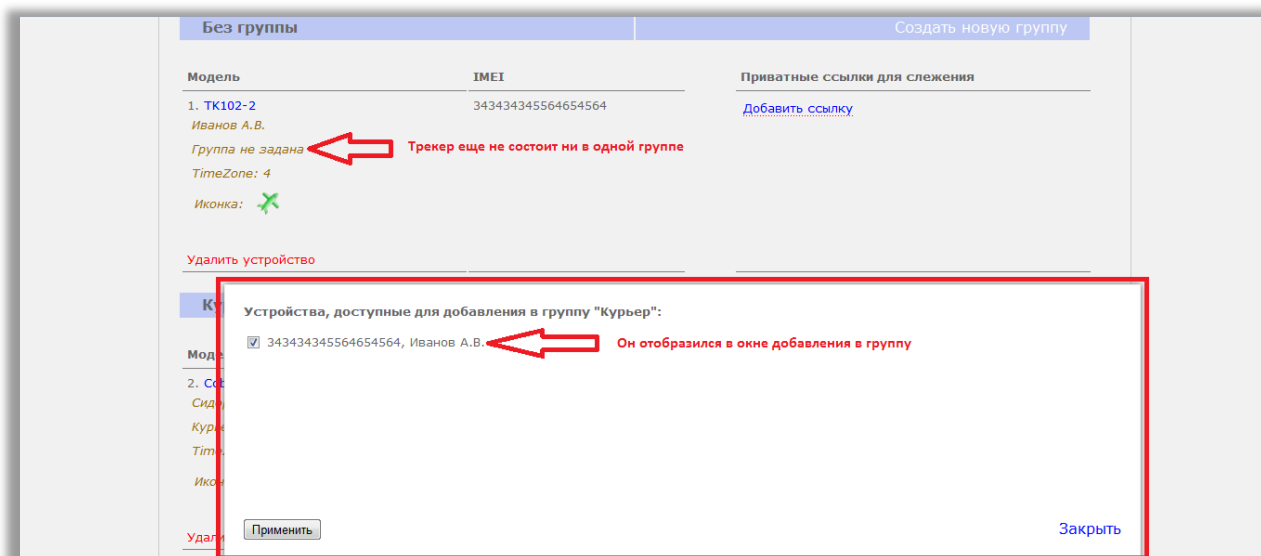 Без группы Создать новую группу
Модель IMEI Приватные ссылки для слежения
1. TK102-2 343434345564654564 Добавить ссылку
Иванов А.В.
Группа не задана Трекер еще не состоит ни в одной группе
TimeZone: 4
Иконка:
Удалить устройство
Устройства, доступные для добавления в группу "Курьер":
343434345564654564, Иванов А.В. Он отобразился в окне добавления в группу
2.
Применить Закрыть